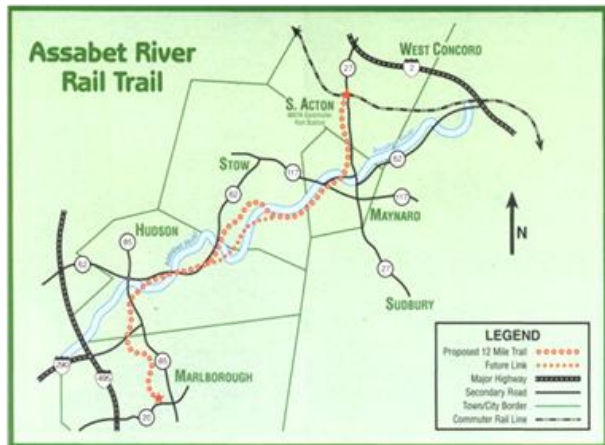 Assabet River
Rail Trail
WEST CONCORD
2
27
S. ACTON
STOW
117
62
62
117
MAYNARD
HUDSON
85
62
27
SUDBURY
N
290
495
85
MARLBOROUGH
20
LEGEND
Proposed 12 Mile Trail
Future Link
Major Highway
Secondary Road
Town/City Border
Commuter Rail Line